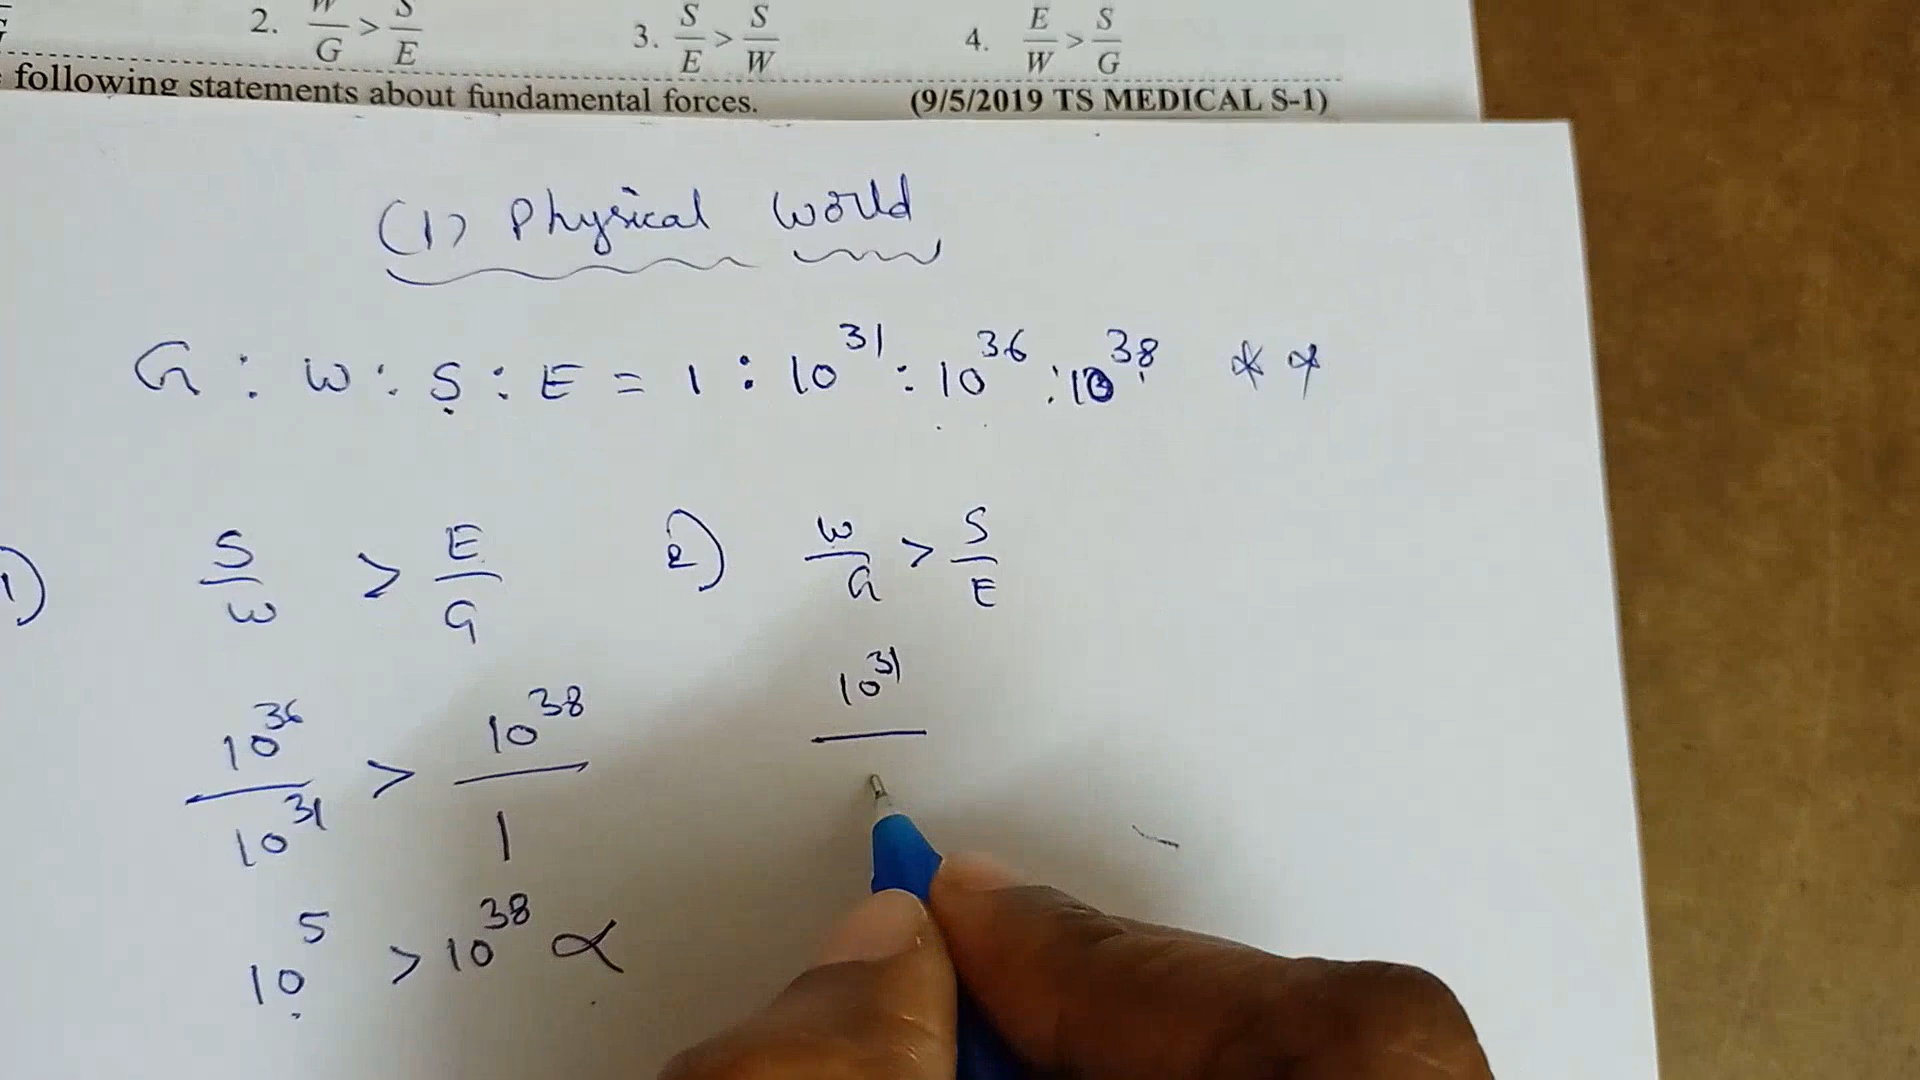 2. W/G > S/E 3. S/E > S/W 4. E/W > S/G
following statements about fundamental forces. (9/5/2019 TS MEDICAL S-1)
(1) Physical World
G : W : S : E = 1 : 10^31 : 10^36 : 10^38 * *
1) S/W > E/G 2) W/G > S/E
10^36/10^31 > 10^38/1 10^31/
10^5 > 10^38 ×